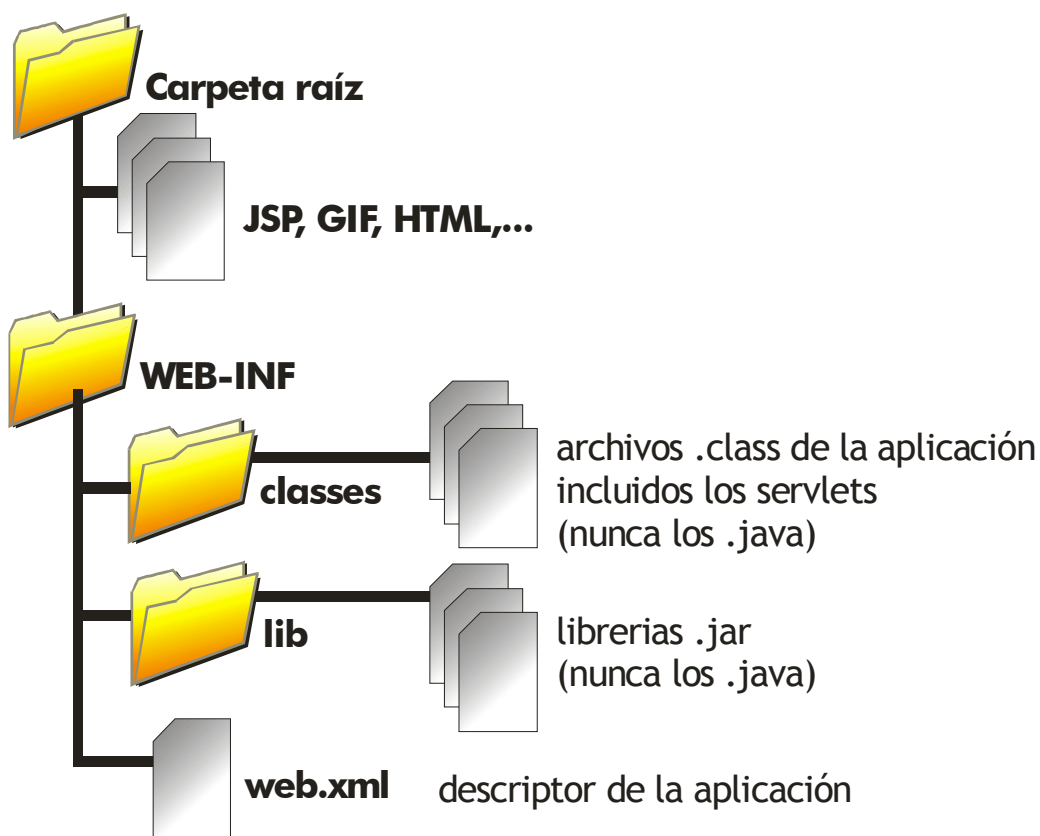 Carpeta raíz
JSP, GIF, HTML,...
WEB-INF
classes
archivos .class de la aplicación
incluidos los servlets
(nunca los .java)
lib
librerias .jar
(nunca los .java)
web.xml
descriptor de la aplicación